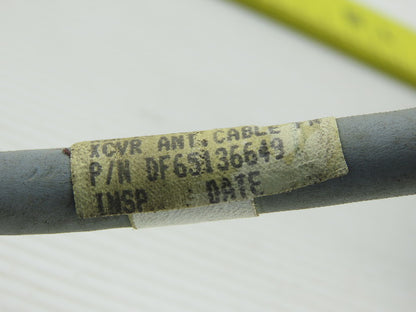 XCVR ANT. CABLE
P/N DF65136649
INSP DATE